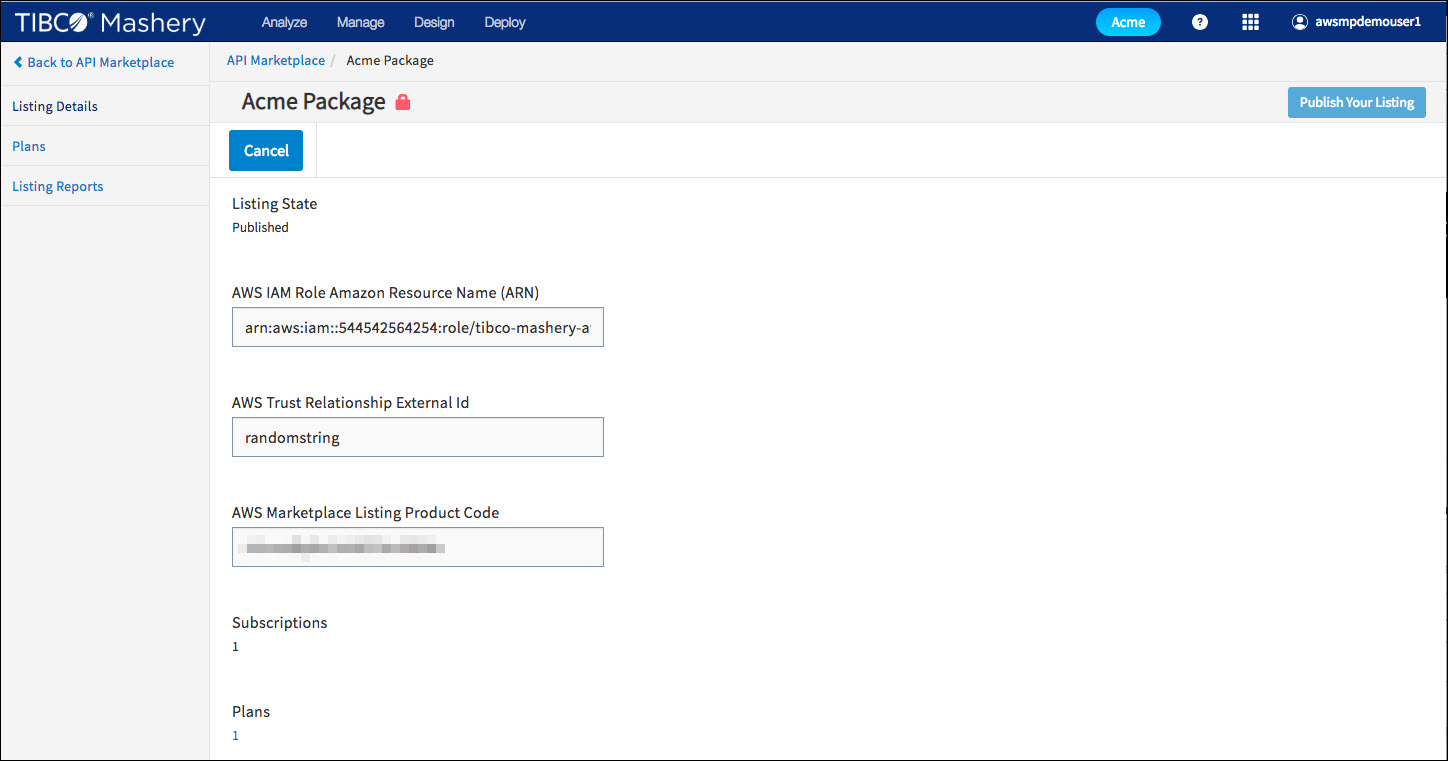 TIBCO® Mashery Analyze Manage Design Deploy Acme ? awsmpdemouser1
Back to API Marketplace
API Marketplace / Acme Package
Listing Details
Acme Package
Publish Your Listing
Plans
Cancel
Listing Reports
Listing State
Published
AWS IAM Role Amazon Resource Name (ARN)
arn:aws:iam::544542564254:role/tibco-mashery-a
AWS Trust Relationship External Id
randomstring
AWS Marketplace Listing Product Code
Subscriptions
1
Plans
1